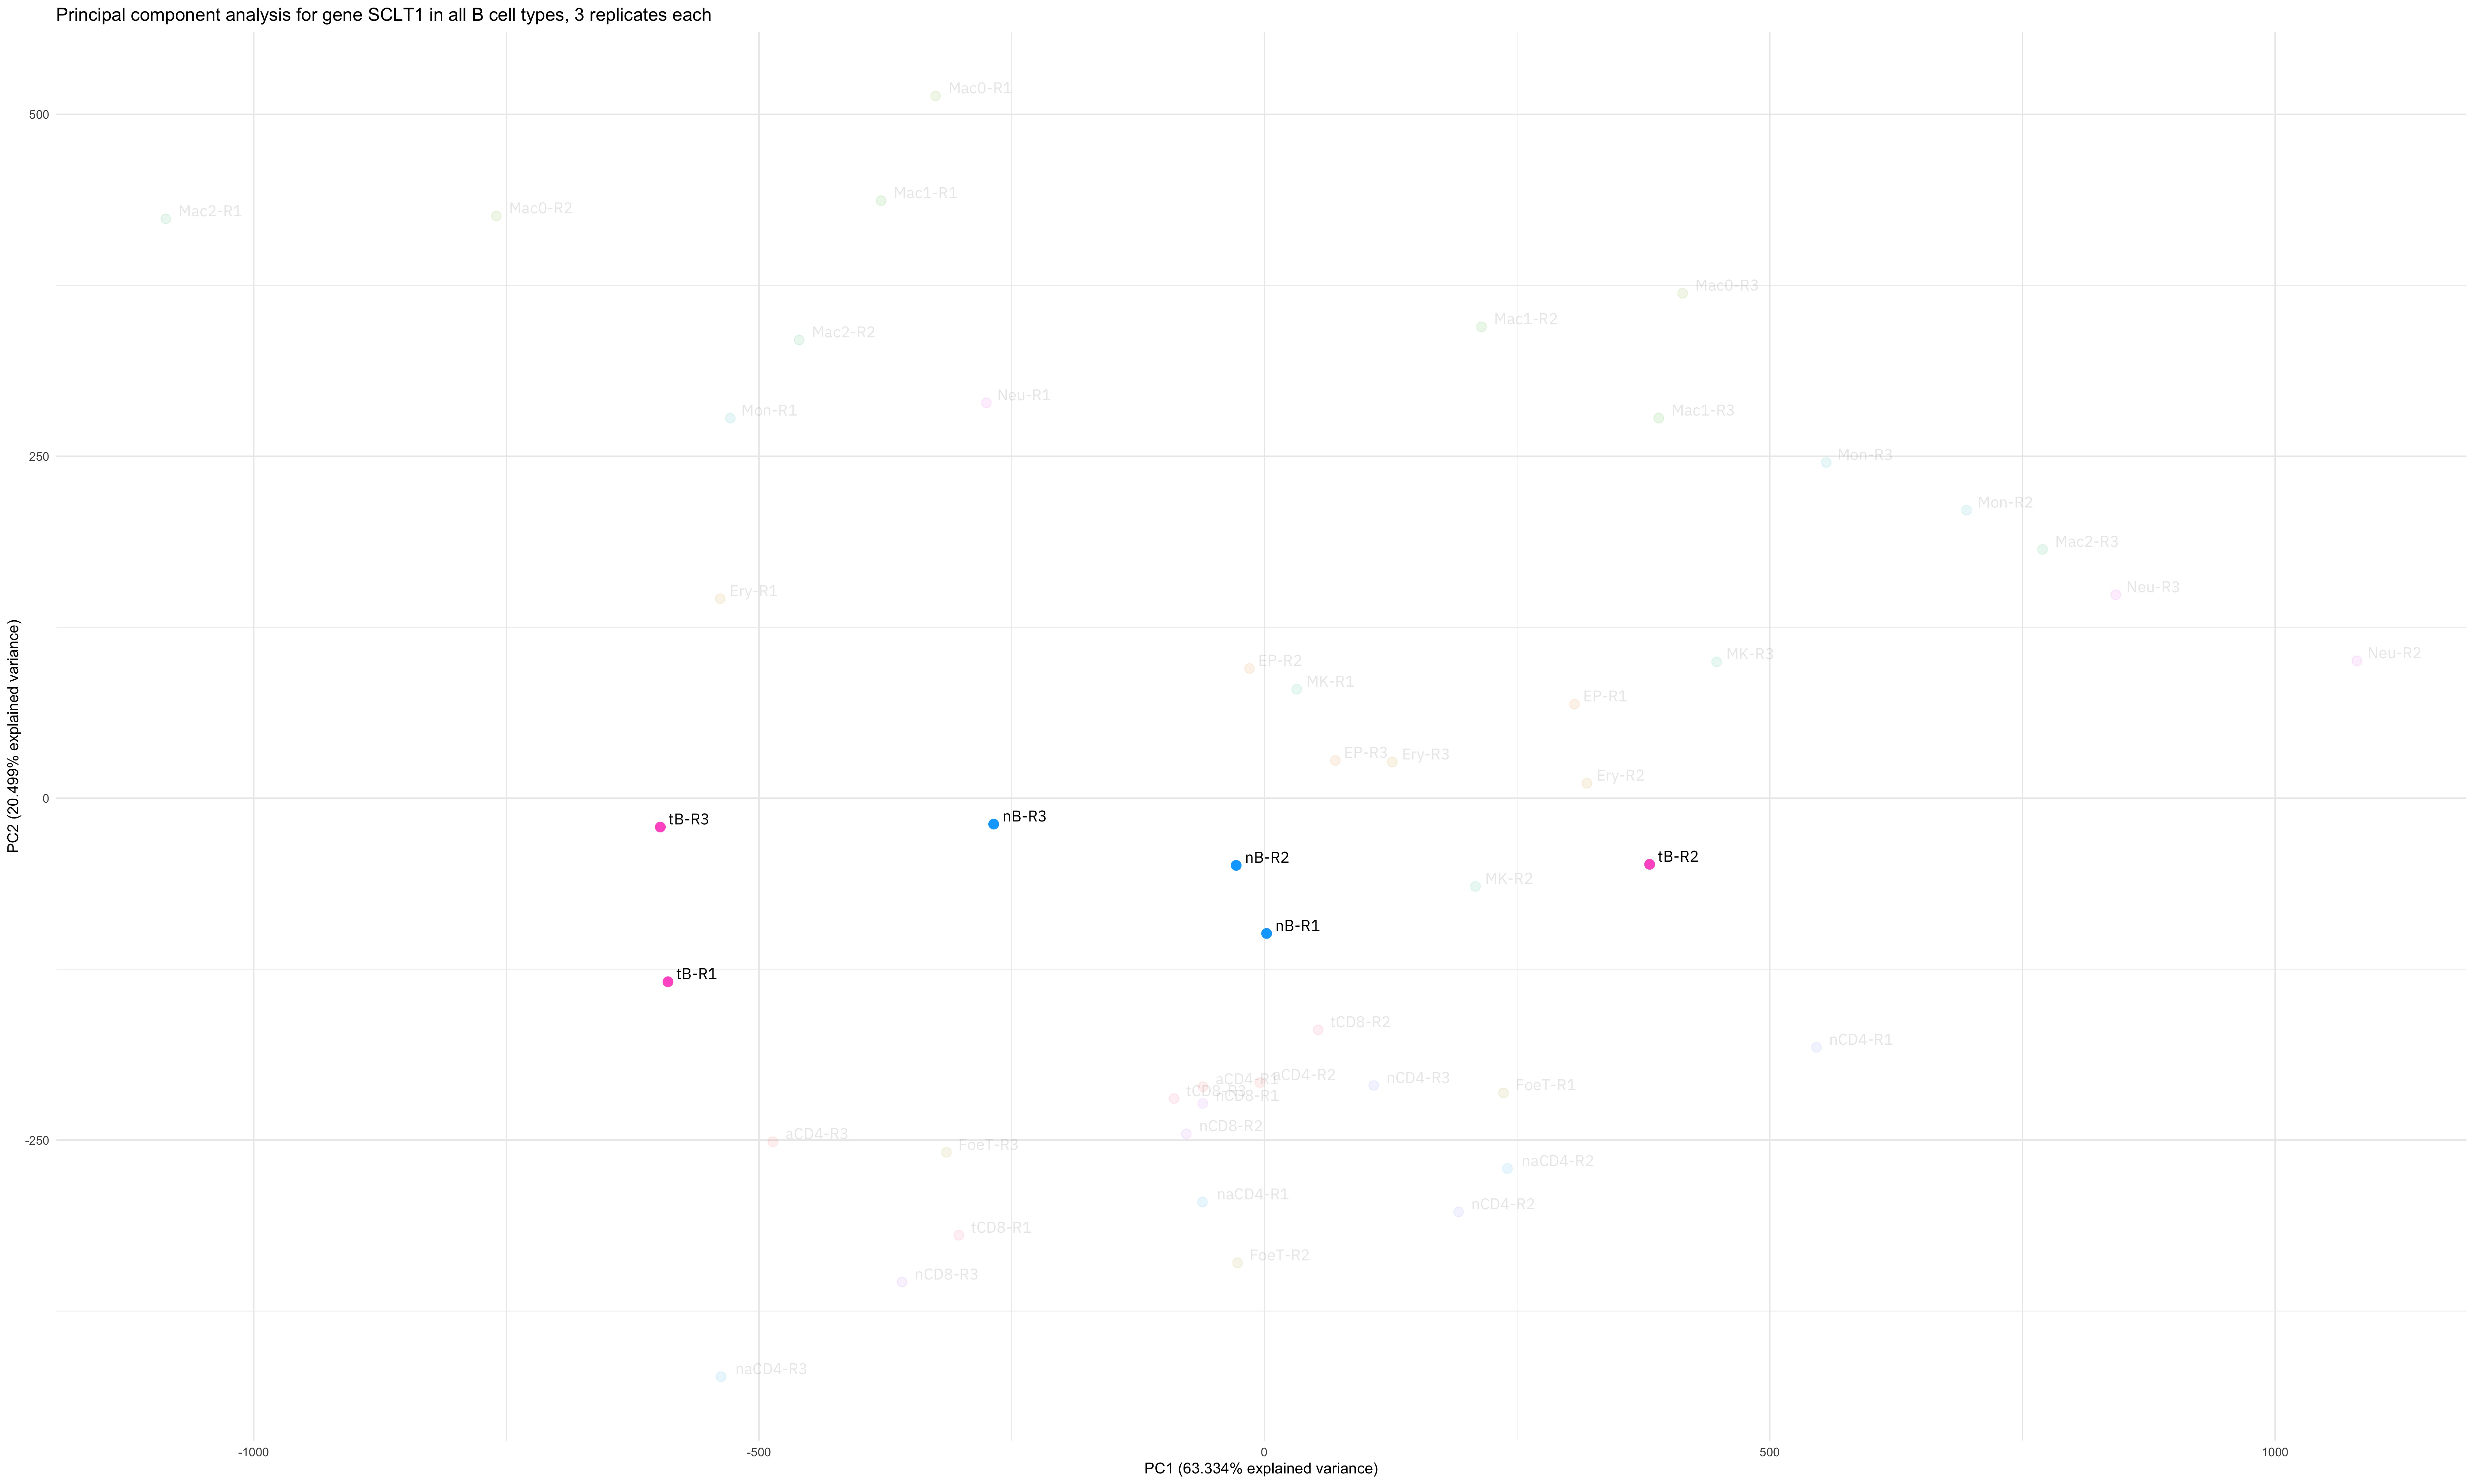 Principal component analysis for gene SCLT1 in all B cell types, 3 replicates each
Mac0-R1
500
Mac1-R1
Mac2-R1
Mac0-R2
Mac0-R3
Mac1-R2
Mac2-R2
Neu-R1
Mon-R1
Mac1-R3
250
Mon-R3
Mon-R2
Mac2-R3
Ery-R1
Neu-R3
EP-R2
MK-R3
Neu-R2
MK-R1
EP-R1
EP-R3
Ery-R3
Ery-R2
0
tB-R3
nB-R3
nB-R2
tB-R2
MK-R2
nB-R1
tB-R1
tCD8-R2
nCD4-R1
aCD4-R1
aCD4-R2
nCD4-R3
tCD8-R3
nCD8-R1
FoeT-R1
nCD8-R2
aCD4-R3
-250
FoeT-R3
naCD4-R2
naCD4-R1
nCD4-R2
tCD8-R1
FoeT-R2
nCD8-R3
naCD4-R3
-1000
-500
0
500
1000
PC1 (63.334% explained variance)
PC2 (20.499% explained variance)